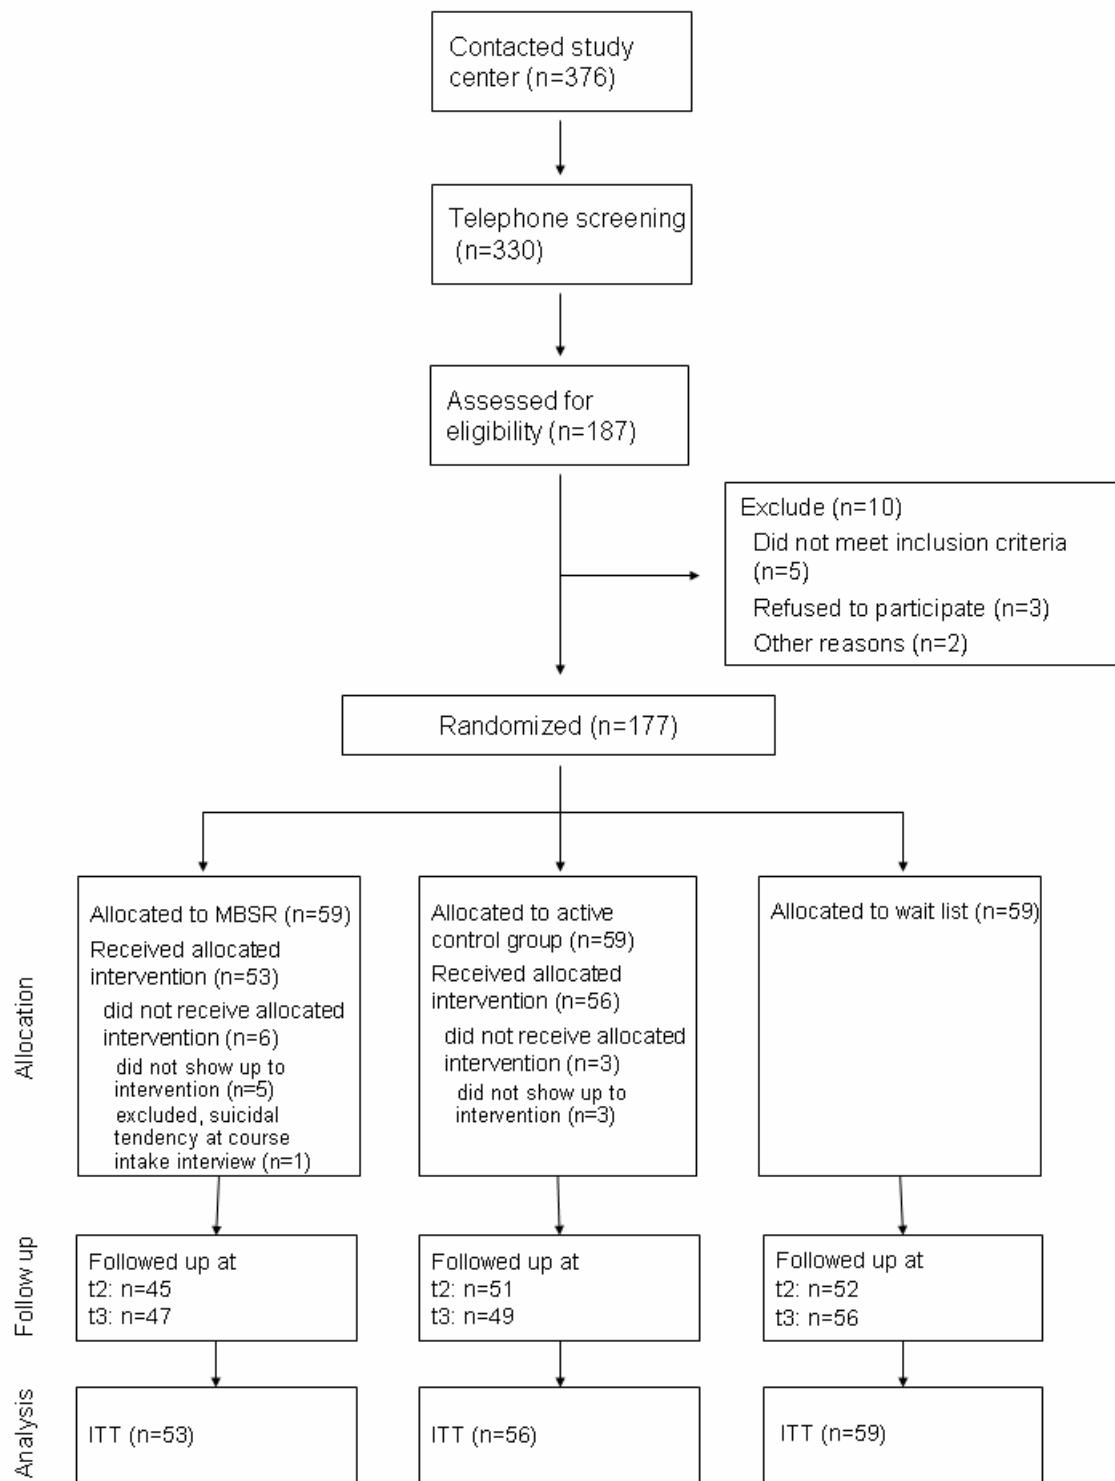 Contacted study
center (n=376)
Telephone screening
(n=330)
Assessed for
eligibility (n=187)
Exclude (n=10)
Did not meet inclusion criteria
(n=5)
Refused to participate (n=3)
Other reasons (n=2)
Randomized (n=177)
Allocation
Allocated to MBSR (n=59)
Received allocated
intervention (n=53)
did not receive allocated
intervention (n=6)
did not show up to
intervention (n=5)
excluded, suicidal
tendency at course
intake interview (n=1)
Allocated to active
control group (n=59)
Received allocated
intervention (n=56)
did not receive allocated
intervention (n=3)
did not show up to
intervention (n=3)
Allocated to wait list (n=59)
Follow up
Followed up at
t2: n=45
t3: n=47
Followed up at
t2: n=51
t3: n=49
Followed up at
t2: n=52
t3: n=56
Analysis
ITT (n=53)
ITT (n=56)
ITT (n=59)